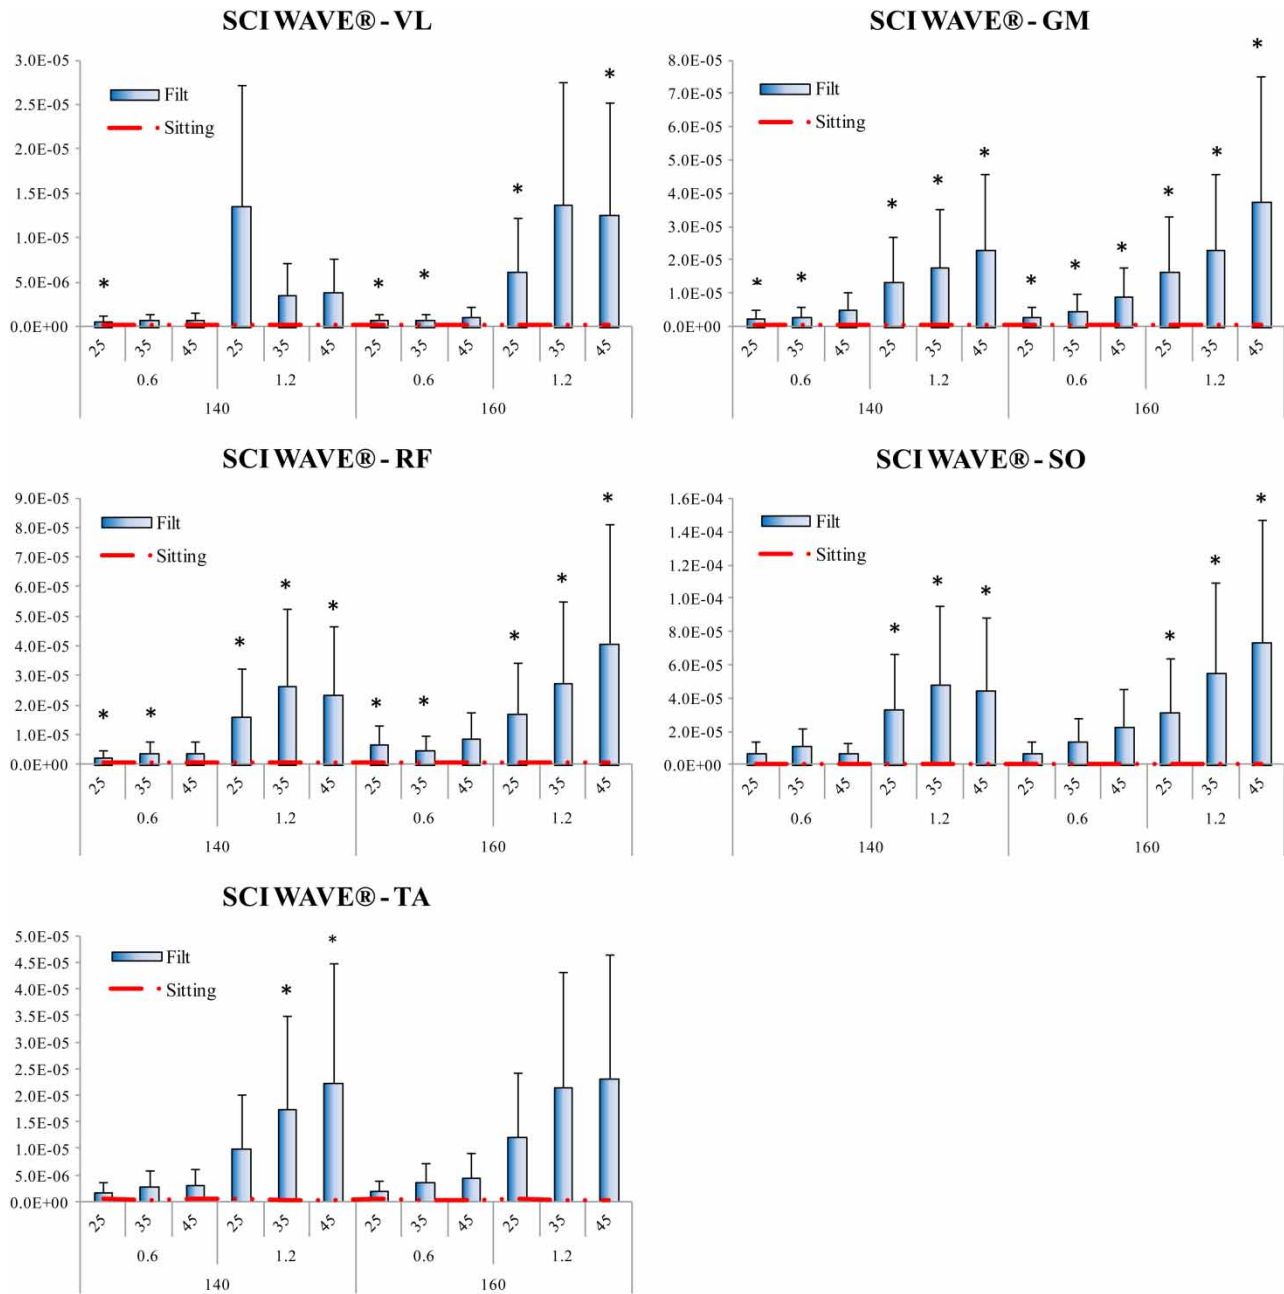 SCI WAVE® - VL
3.0E-05
2.5E-05
2.0E-05
1.5E-05
1.0E-05
5.0E-06
0.0E+00
Filt
Sitting
* * * * *
25 35 45 25 35 45 25 35 45 25 35 45
0.6 1.2 0.6 1.2
140 160
SCI WAVE® - GM
8.0E-05
7.0E-05
6.0E-05
5.0E-05
4.0E-05
3.0E-05
2.0E-05
1.0E-05
0.0E+00
Filt
Sitting
* * * * * * * * * * *
25 35 45 25 35 45 25 35 45 25 35 45
0.6 1.2 0.6 1.2
140 160
SCI WAVE® - RF
9.0E-05
8.0E-05
7.0E-05
6.0E-05
5.0E-05
4.0E-05
3.0E-05
2.0E-05
1.0E-05
0.0E+00
Filt
Sitting
* * * * * * * * * *
25 35 45 25 35 45 25 35 45 25 35 45
0.6 1.2 0.6 1.2
140 160
SCI WAVE® - SO
1.6E-04
1.4E-04
1.2E-04
1.0E-04
8.0E-05
6.0E-05
4.0E-05
2.0E-05
0.0E+00
Filt
Sitting
* * * * * *
25 35 45 25 35 45 25 35 45 25 35 45
0.6 1.2 0.6 1.2
140 160
SCI WAVE® - TA
5.0E-05
4.5E-05
4.0E-05
3.5E-05
3.0E-05
2.5E-05
2.0E-05
1.5E-05
1.0E-05
5.0E-06
0.0E+00
Filt
Sitting
* *
25 35 45 25 35 45 25 35 45 25 35 45
0.6 1.2 0.6 1.2
140 160